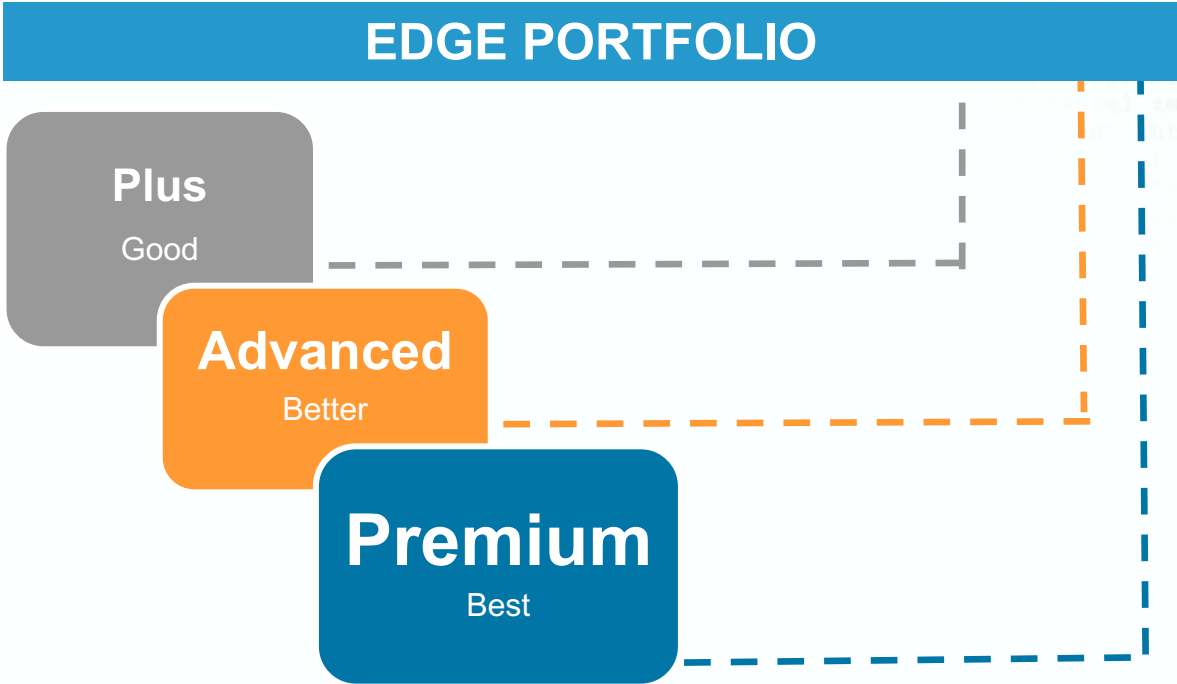 EDGE PORTFOLIO
Plus
Good
Advanced
Better
Premium
Best